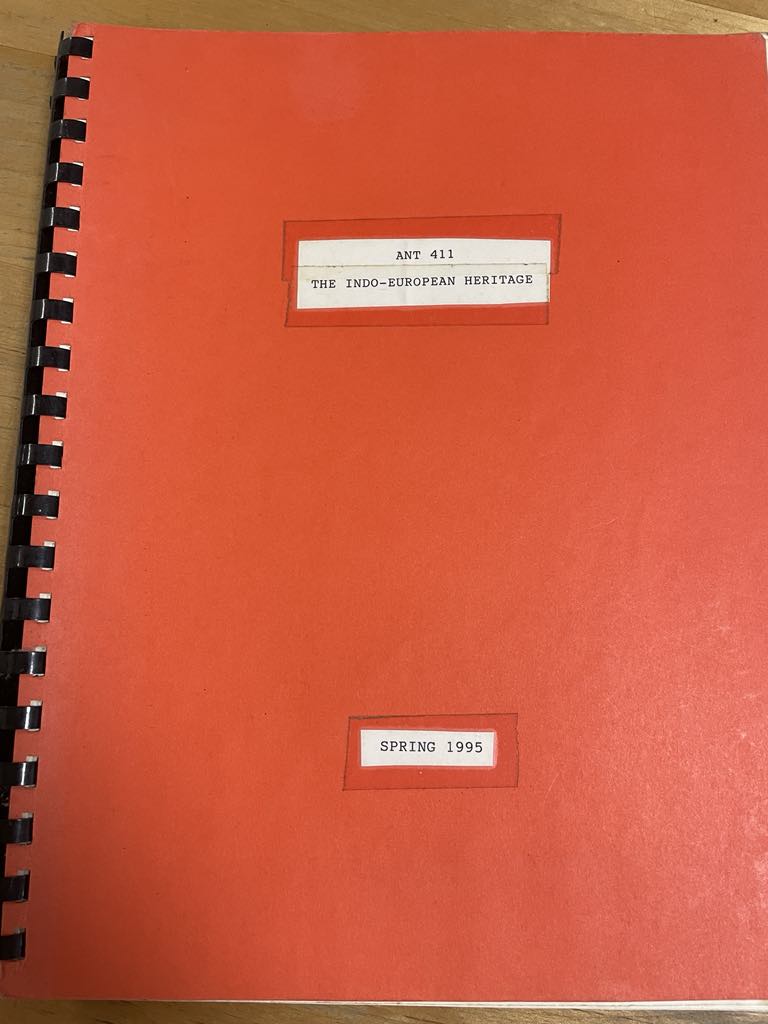 ANT 411
THE INDO-EUROPEAN HERITAGE
SPRING 1995